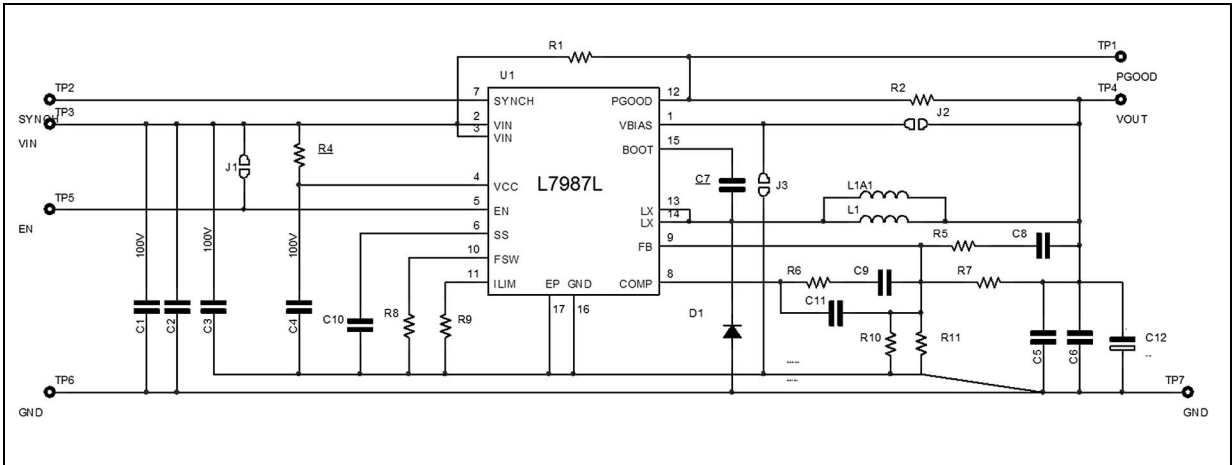 R1
TP1
PGOOD
U1
TP2
SYNCH
7
SYNCH
PGOOD
12
R2
TP4
VOUT
TP3
VIN
2
VIN
3
VIN
VBIAS
1
J2
BOOT
15
J1
R4
L7987L
C7
J3
4
VCC
L1A1
TP5
EN
5
EN
LX
13
LX
14
L1
6
SS
FB
9
R5
C8
100V
100V
100V
10
FSW
11
ILIM
EP
GND
COMP
8
R6
C9
R7
C11
17
16
C1
C2
C3
C4
C10
R8
R9
D1
R10
R11
C5
C6
C12
--
TP6
GND
TP7
GND